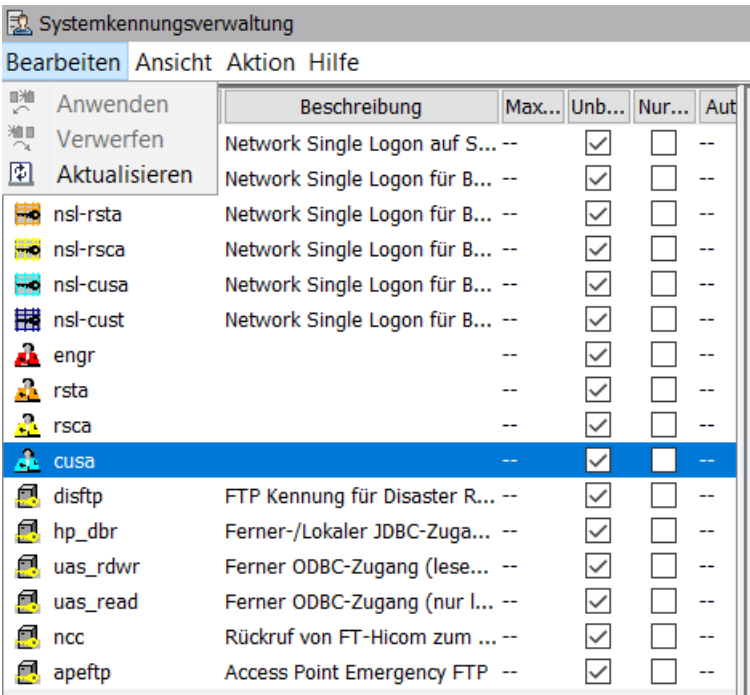 Systemkennungsverwaltung
Bearbeiten Ansicht Aktion Hilfe
Anwenden
Verwerfen
Aktualisieren
Beschreibung Max... Unb... Nur... Aut
Network Single Logon auf S... -- --
Network Single Logon für B... -- --
nsl-rsta Network Single Logon für B... -- --
nsl-rsca Network Single Logon für B... -- --
nsl-cusa Network Single Logon für B... -- --
nsl-cust Network Single Logon für B... -- --
engr -- --
rsta -- --
rsca -- --
cusa -- --
disftp FTP Kennung für Disaster R... -- --
hp_dbr Ferner-/Lokaler JDBC-Zuga... -- --
uas_rdwr Ferner ODBC-Zugang (lese... -- --
uas_read Ferner ODBC-Zugang (nur l... -- --
ncc Rückruf von FT-Hicom zum ... -- --
apeftp Access Point Emergency FTP -- --